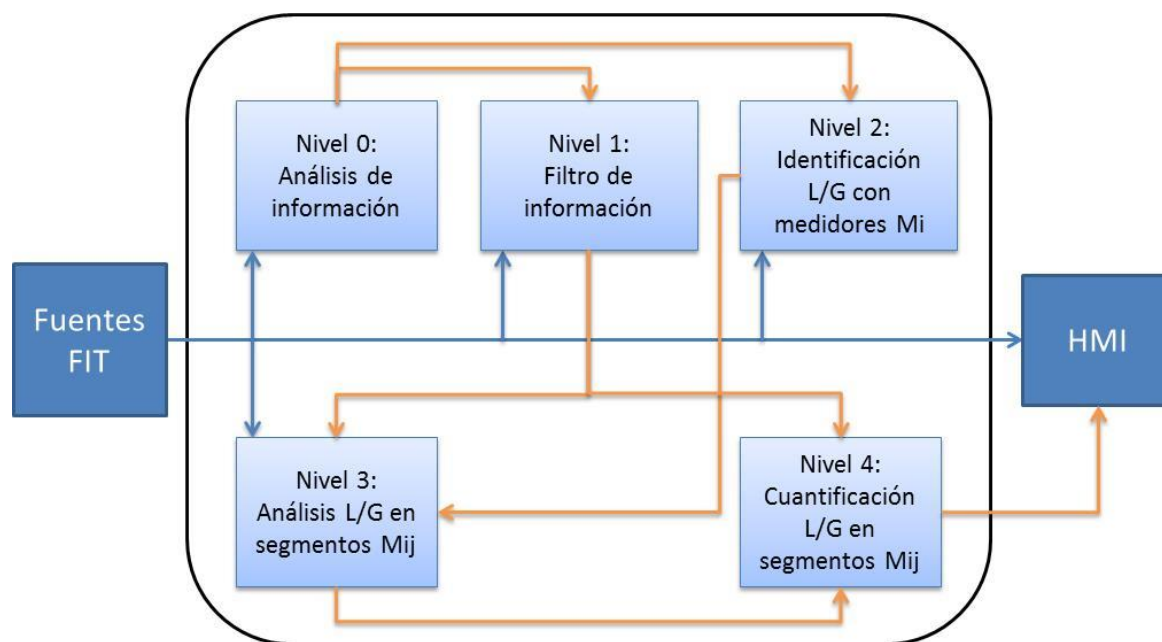 Nivel 0:
Análisis de
información
Nivel 1:
Filtro de
información
Nivel 2:
Identificación
L/G con
medidores Mi
Fuentes
FIT
HMI
Nivel 3:
Análisis L/G en
segmentos Mij
Nivel 4:
Cuantificación
L/G en
segmentos Mij